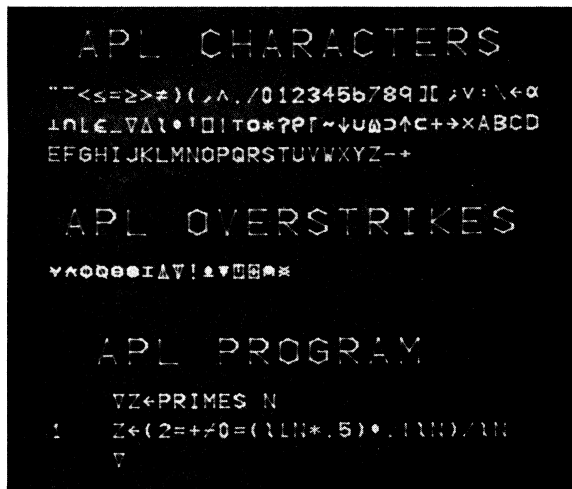 APL CHARACTERS
¨¯<≤=≥>≠)(,∧./0123456789][;∨:\←α
⊥∩⌊∊_∇∆⍳∘'⎕∣⊤○*?⍴⌈~↓∪⍵⊃↑⊂+→×ABCD
EFGHIJKLMNOPQRSTUVWXYZ-÷
APL OVERSTRIKES
APL PROGRAM
∇Z←PRIMES N
1 Z←(2=+⌿0=(⍳⌊N*.5)∘.∣⍳N)/⍳N
∇